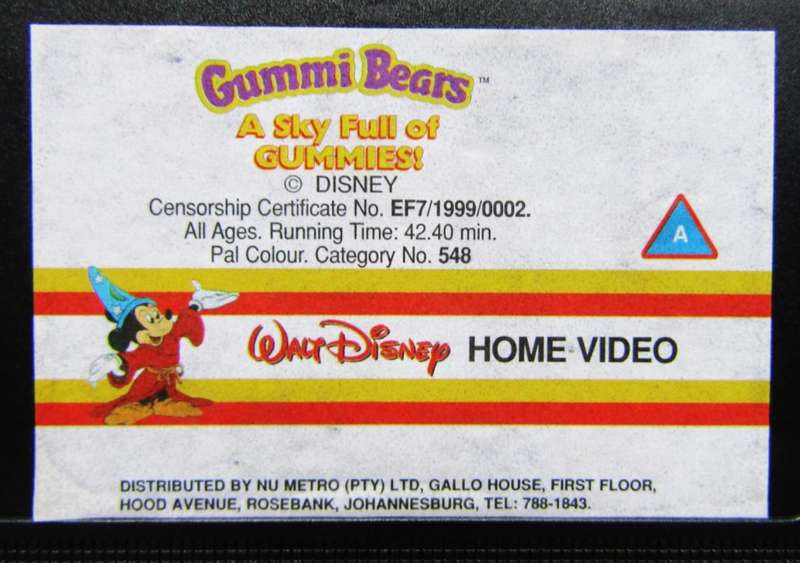 Gummi Bears™
A Sky Full of
GUMMIES!
© DISNEY
Censorship Certificate No. EF7/1999/0002.
All Ages. Running Time: 42.40 min.
Pal Colour. Category No. 548
A
WALT DISNEY HOME VIDEO
DISTRIBUTED BY NU METRO (PTY) LTD, GALLO HOUSE, FIRST FLOOR,
HOOD AVENUE, ROSEBANK, JOHANNESBURG, TEL: 788-1843.